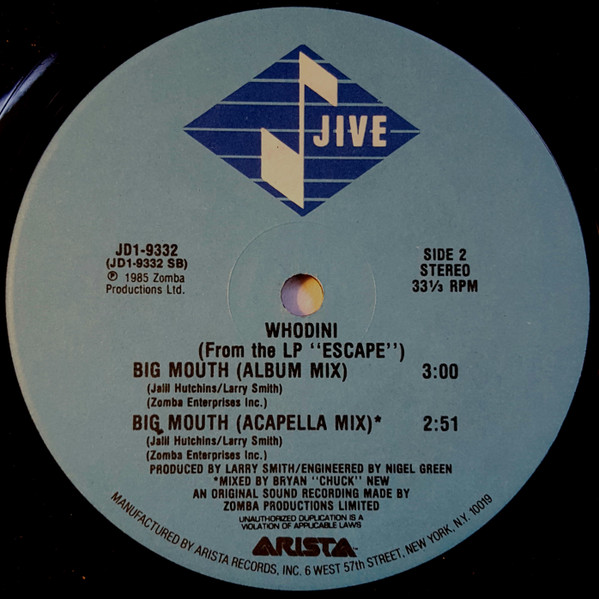 JIVE
JD1-9332
(JD1-9332 SB)
℗ 1985 Zomba
Productions Ltd.
SIDE 2
STEREO
33⅓ RPM
WHODINI
(From the LP "ESCAPE")
BIG MOUTH (ALBUM MIX) 3:00
(Jalil Hutchins/Larry Smith)
(Zomba Enterprises Inc.)
BIG MOUTH (ACAPELLA MIX)* 2:51
(Jalil Hutchins/Larry Smith)
(Zomba Enterprises Inc.)
PRODUCED BY LARRY SMITH/ENGINEERED BY NIGEL GREEN
*MIXED BY BRYAN "CHUCK" NEW
AN ORIGINAL SOUND RECORDING MADE BY
ZOMBA PRODUCTIONS LIMITED
UNAUTHORIZED DUPLICATION IS A
VIOLATION OF APPLICABLE LAWS
ARISTA
MANUFACTURED BY ARISTA RECORDS, INC. 6 WEST 57th STREET, NEW YORK, N.Y. 10019